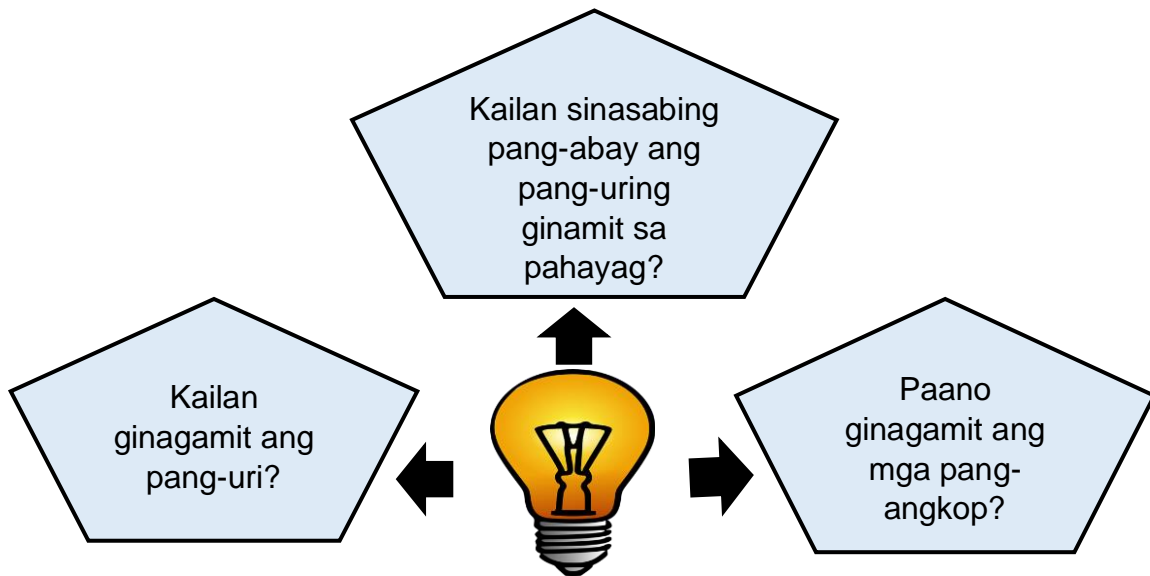 Kailan sinasabing
pang-abay ang
pang-uring
ginamit sa
pahayag?
Kailan
ginagamit ang
pang-uri?
Paano
ginagamit ang
mga pang-
angkop?